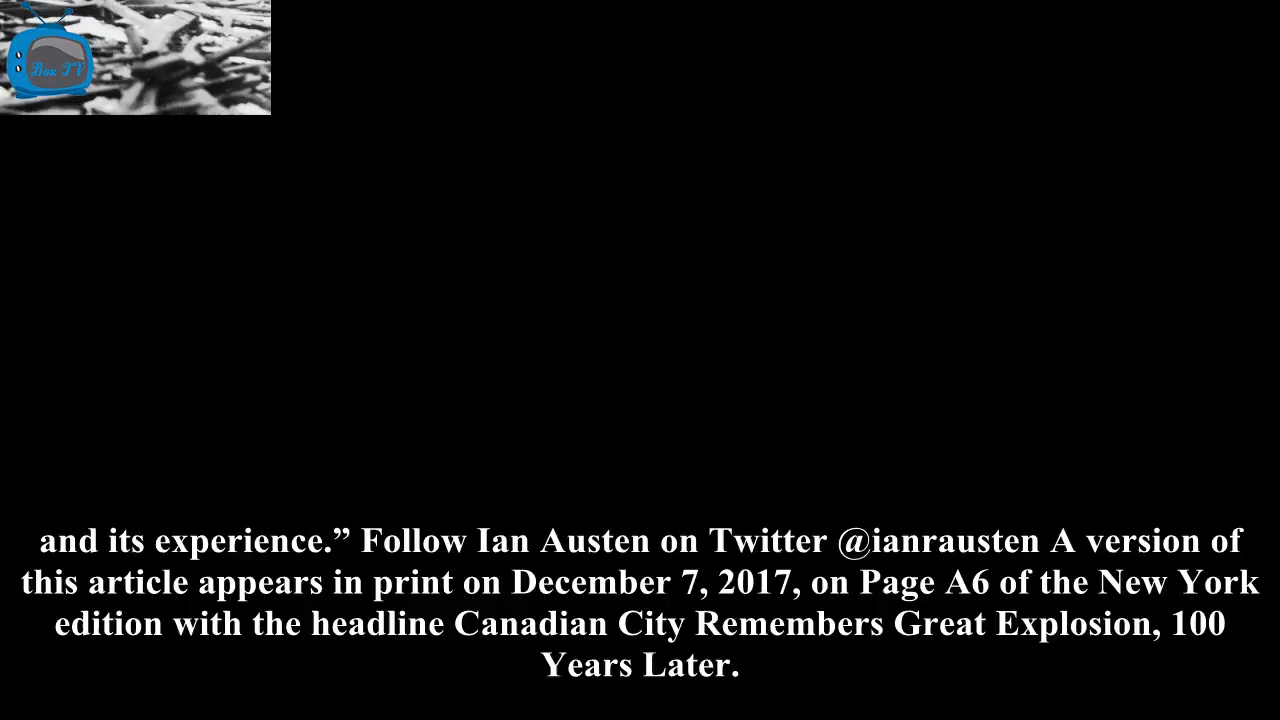 Box TV
and its experience.” Follow Ian Austen on Twitter @ianrausten A version of
this article appears in print on December 7, 2017, on Page A6 of the New York
edition with the headline Canadian City Remembers Great Explosion, 100
Years Later.